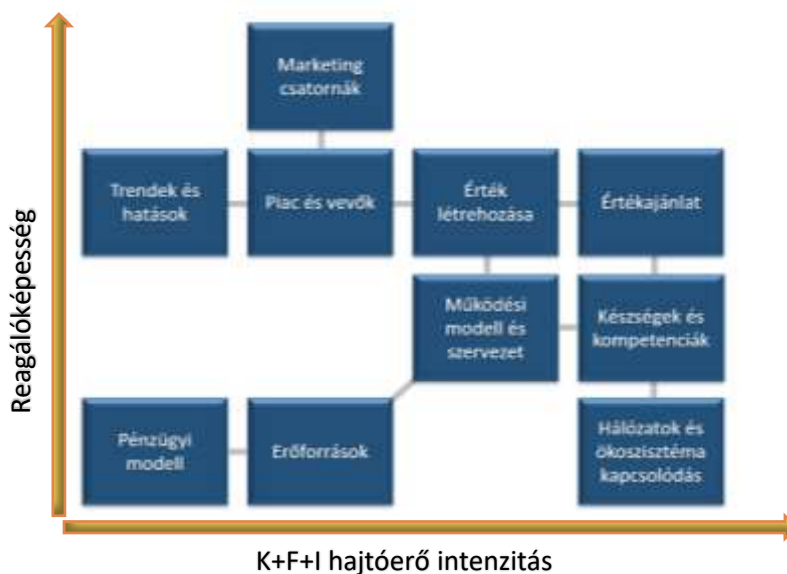 Reagálóképesség
Marketing
csatornák
Trendek és
hatások
Piac és vevők
Érték
létrehozása
Értékajánlat
Működési
modell és
szervezet
Készségek és
kompetenciák
Pénzügyi
modell
Erőforrások
Hálózatok és
ökoszisztéma
kapcsolódás
K+F+I hajtóerő intenzitás